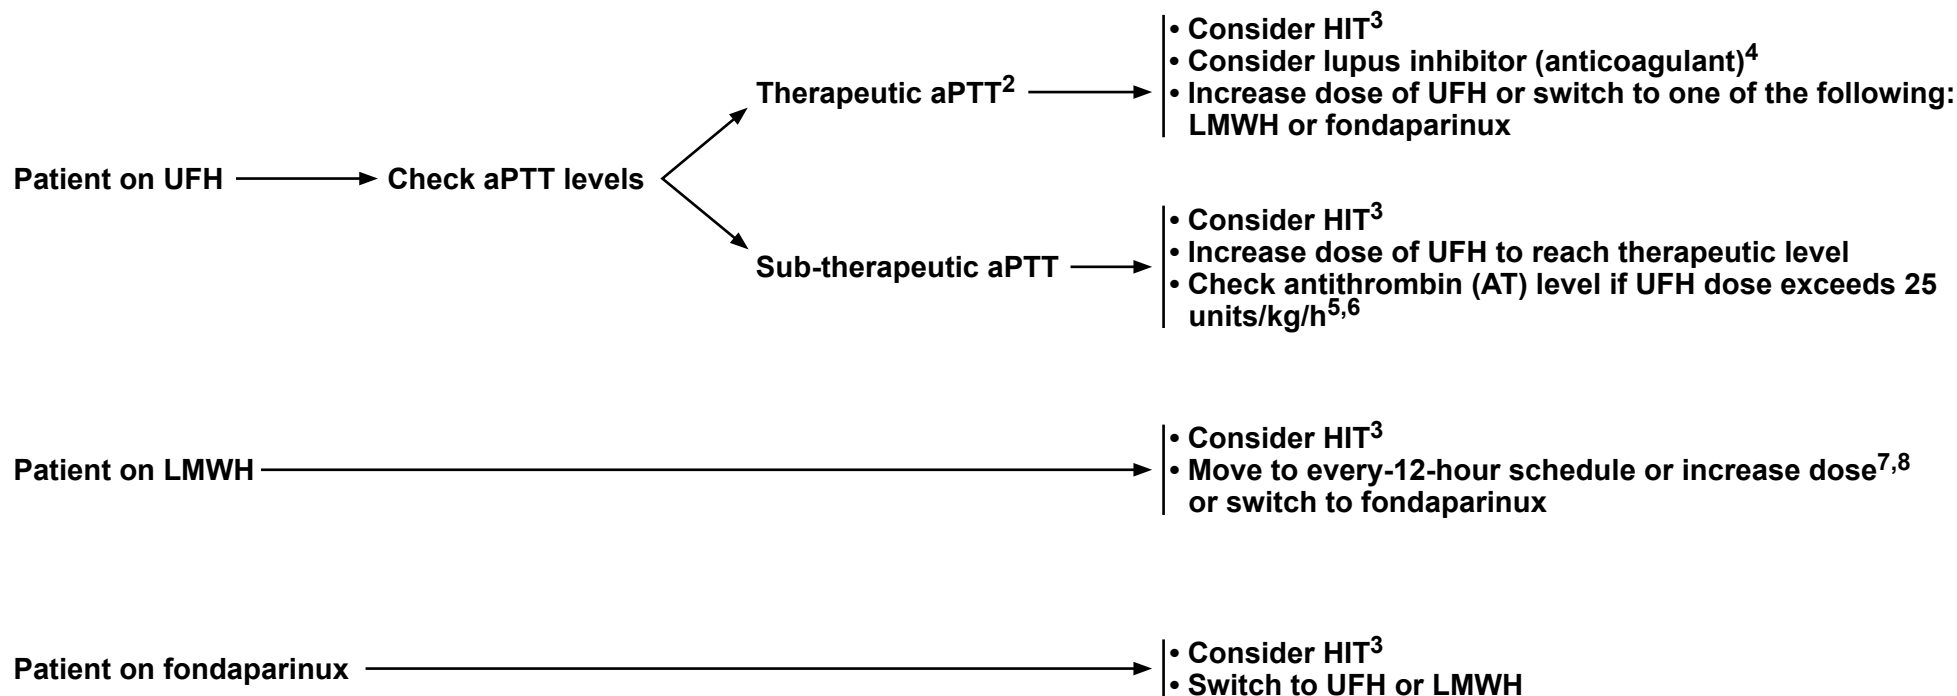 • Consider HIT3
• Consider lupus inhibitor (anticoagulant)4
Therapeutic aPTT2
• Increase dose of UFH or switch to one of the following:
LMWH or fondaparinux
Patient on UFH
Check aPTT levels
• Consider HIT3
• Increase dose of UFH to reach therapeutic level
Sub-therapeutic aPTT
• Check antithrombin (AT) level if UFH dose exceeds 25
units/kg/h5,6
Patient on LMWH
• Consider HIT3
• Move to every-12-hour schedule or increase dose7,8
or switch to fondaparinux
Patient on fondaparinux
• Consider HIT3
• Switch to UFH or LMWH